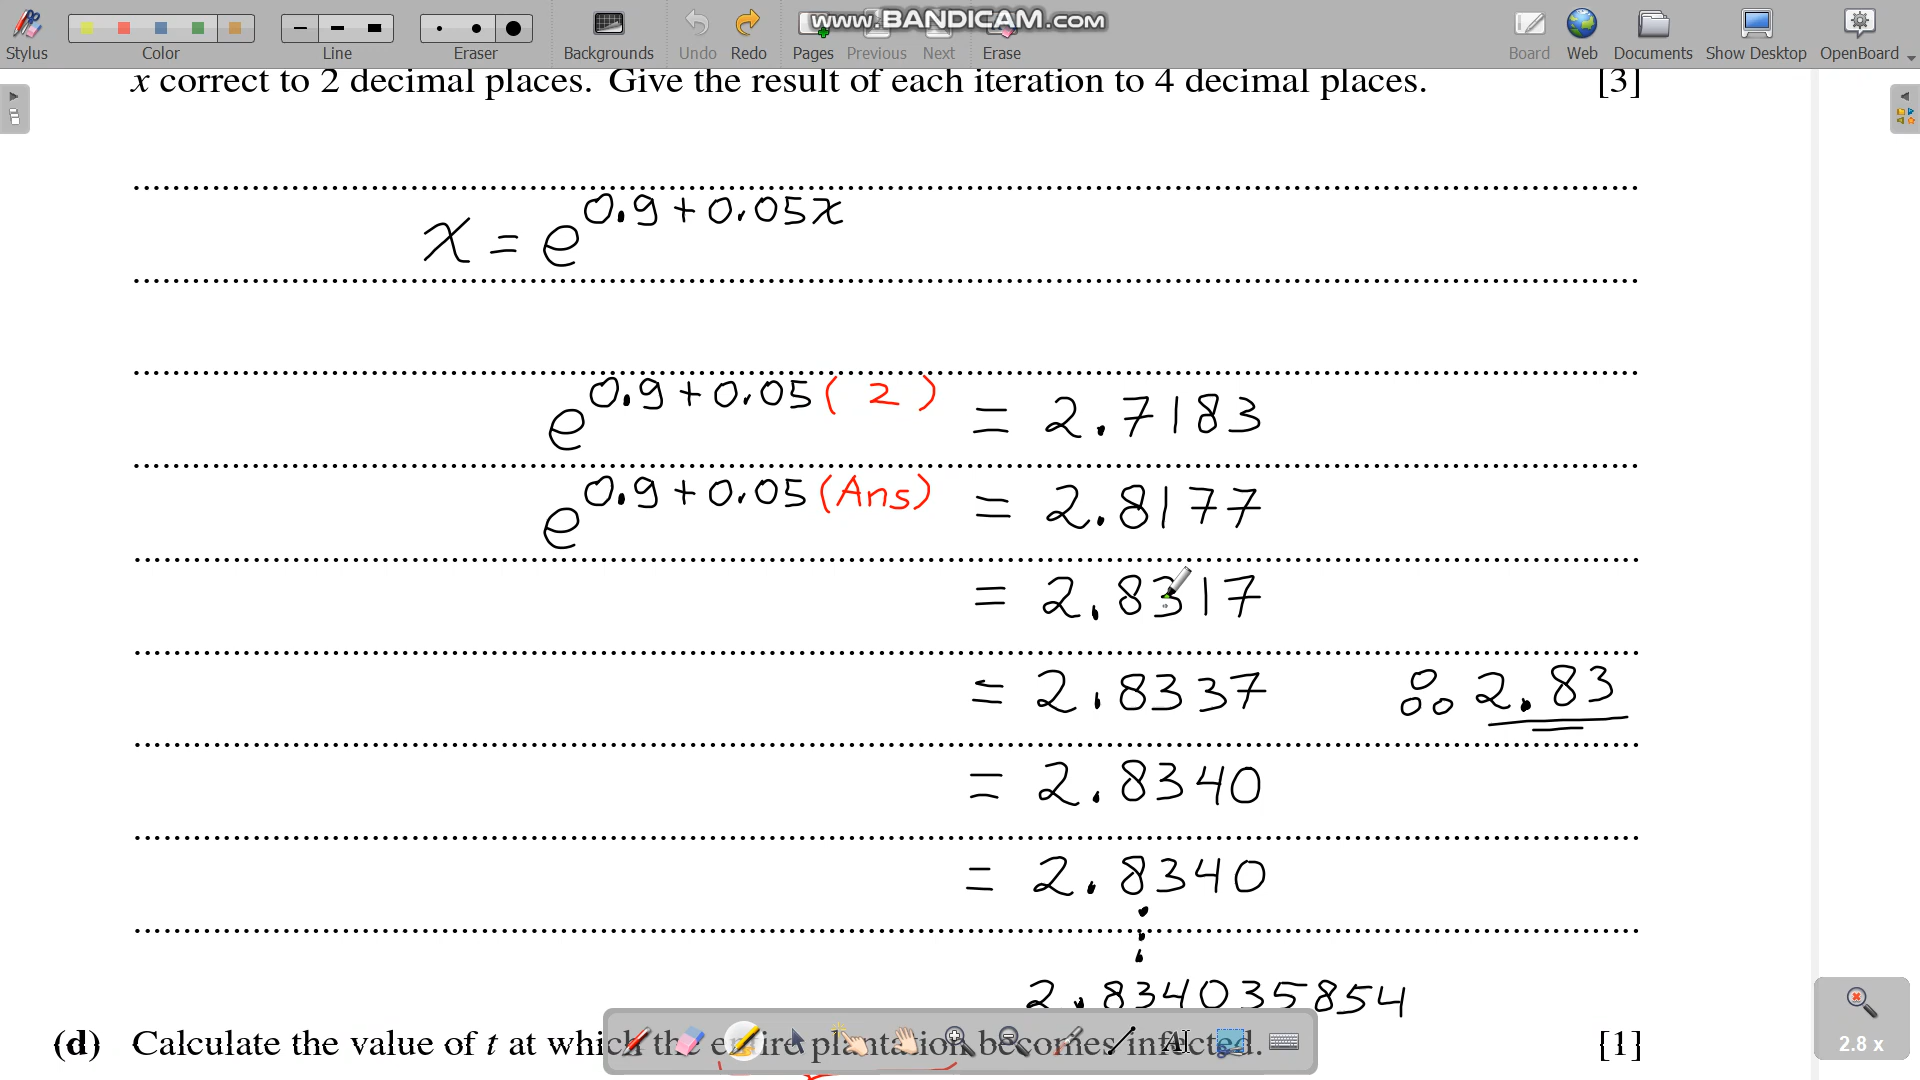 www.BANDICAM.com
Stylus Color Line Eraser Backgrounds Undo Redo Pages Previous Next Erase Board Web Documents Show Desktop OpenBoard
x correct to 2 decimal places. Give the result of each iteration to 4 decimal places. [3]
x = e^{0.9 + 0.05x}
e^{0.9 + 0.05(2)} = 2.7183
e^{0.9 + 0.05(Ans)} = 2.8177
= 2.8317
= 2.8337 ∴ 2.83
= 2.8340
= 2.8340
2.834035854
(d) Calculate the value of t at which the entire plantation becomes infected. [1]
2.8 x